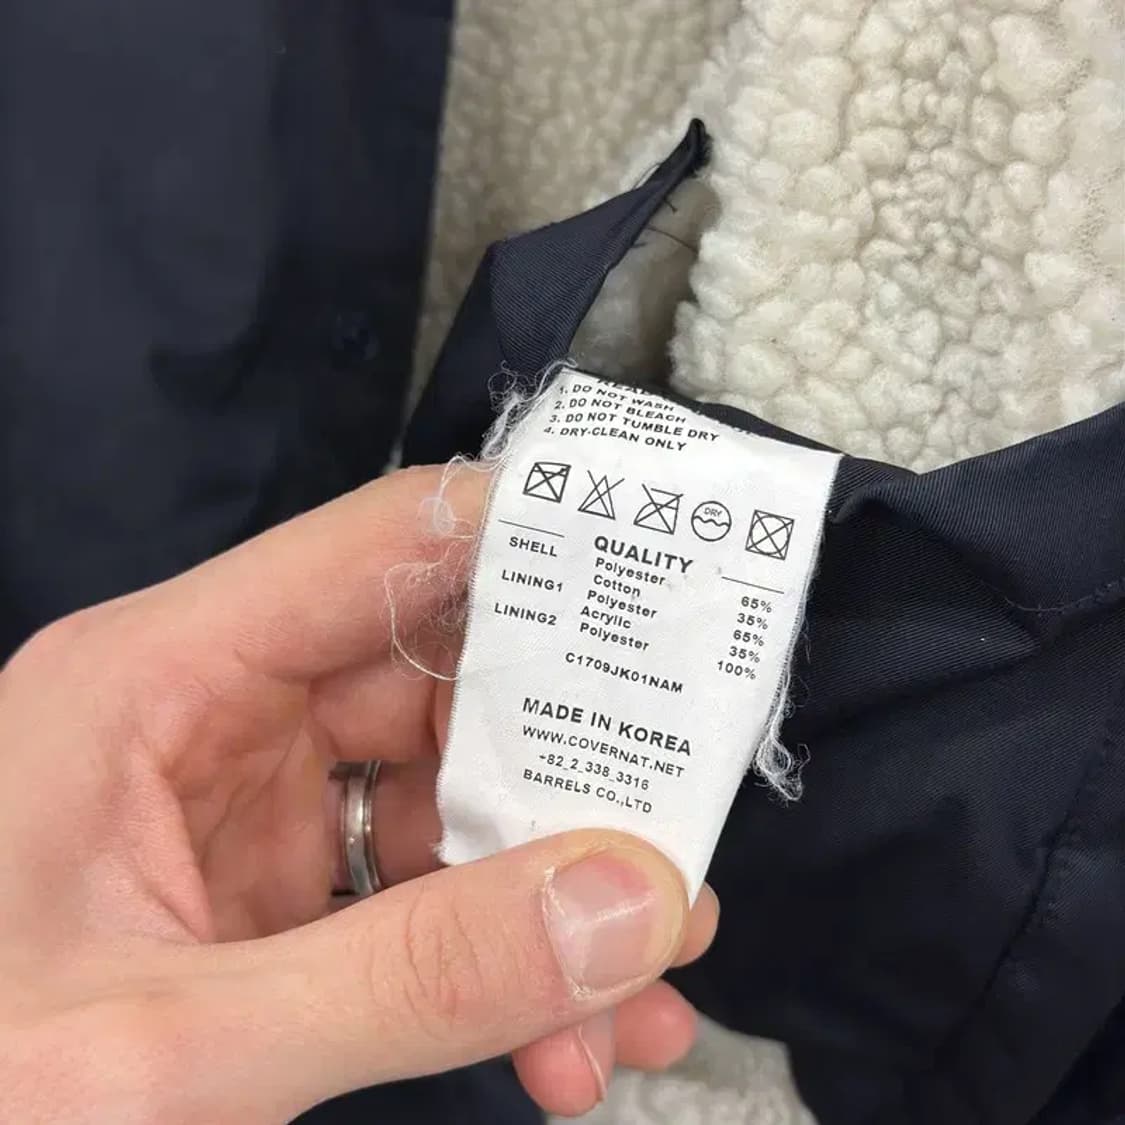 1. DO NOT WASH
2. DO NOT BLEACH
3. DO NOT TUMBLE DRY
4. DRY-CLEAN ONLY
DRY
QUALITY
SHELL Polyester 65%
Cotton 35%
LINING1 Polyester 65%
Acrylic 35%
LINING2 Polyester 100%
C1709JK01NAM
MADE IN KOREA
WWW.COVERNAT.NET
+82_2_338_3316
BARRELS CO.,LTD